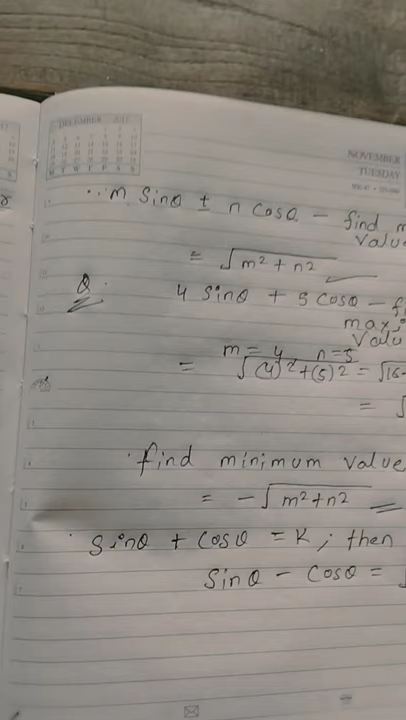 DECEMBER 2017
NOVEMBER
TUESDAY
m sinθ ± n cosθ - find
= √m² + n²
Q.
4 sinθ + 5 cosθ -
max.
m = 4 n = 5
= √(4)² + (5)² = √16
= √
find minimum value
= - √m² + n²
sinθ + cosθ = K, then
sinθ - cosθ =